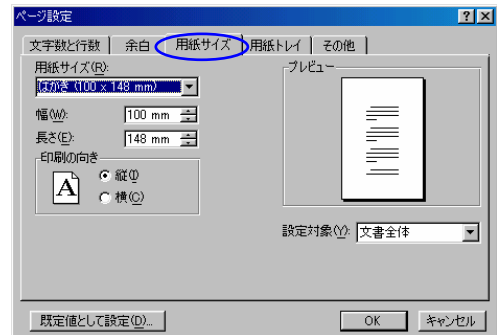 ページ設定
文字数と行数 余白 用紙サイズ 用紙トレイ その他
用紙サイズ(R):
はがき (100 x 148 mm)
幅(W): 100 mm
長さ(E): 148 mm
印刷の向き
A
縦(I)
横(C)
プレビュー
設定対象(Y): 文書全体
既定値として設定(D)... OK キャンセル